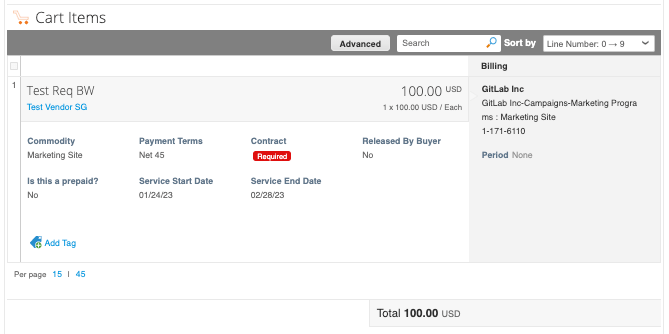 Cart Items
Advanced
Search
Sort by
Line Number: 0 → 9
Billing
1
Test Req BW
100.00 USD
Test Vendor SG
1 x 100.00 USD / Each
GitLab Inc
GitLab Inc-Campaigns-Marketing Progra
ms : Marketing Site
1-171-6110
Period None
Commodity
Payment Terms
Contract
Released By Buyer
Marketing Site
Net 45
Required
No
Is this a prepaid?
Service Start Date
Service End Date
No
01/24/23
02/28/23
Add Tag
Per page 15 | 45
Total 100.00 USD